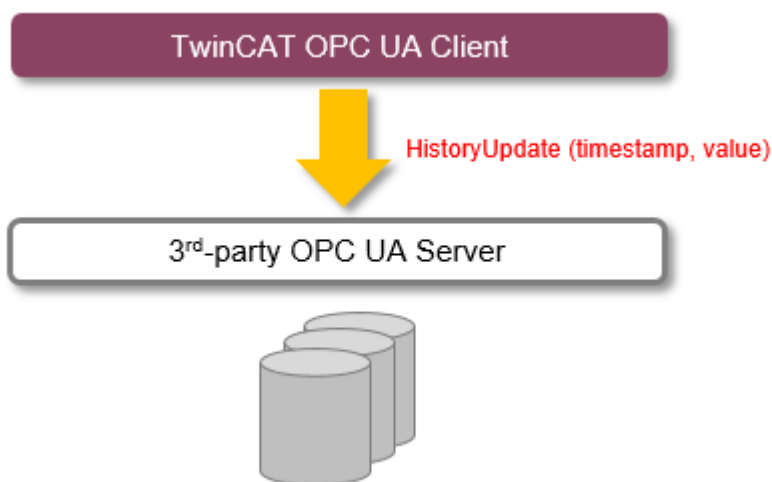 TwinCAT OPC UA Client
HistoryUpdate (timestamp, value)
3rd-party OPC UA Server